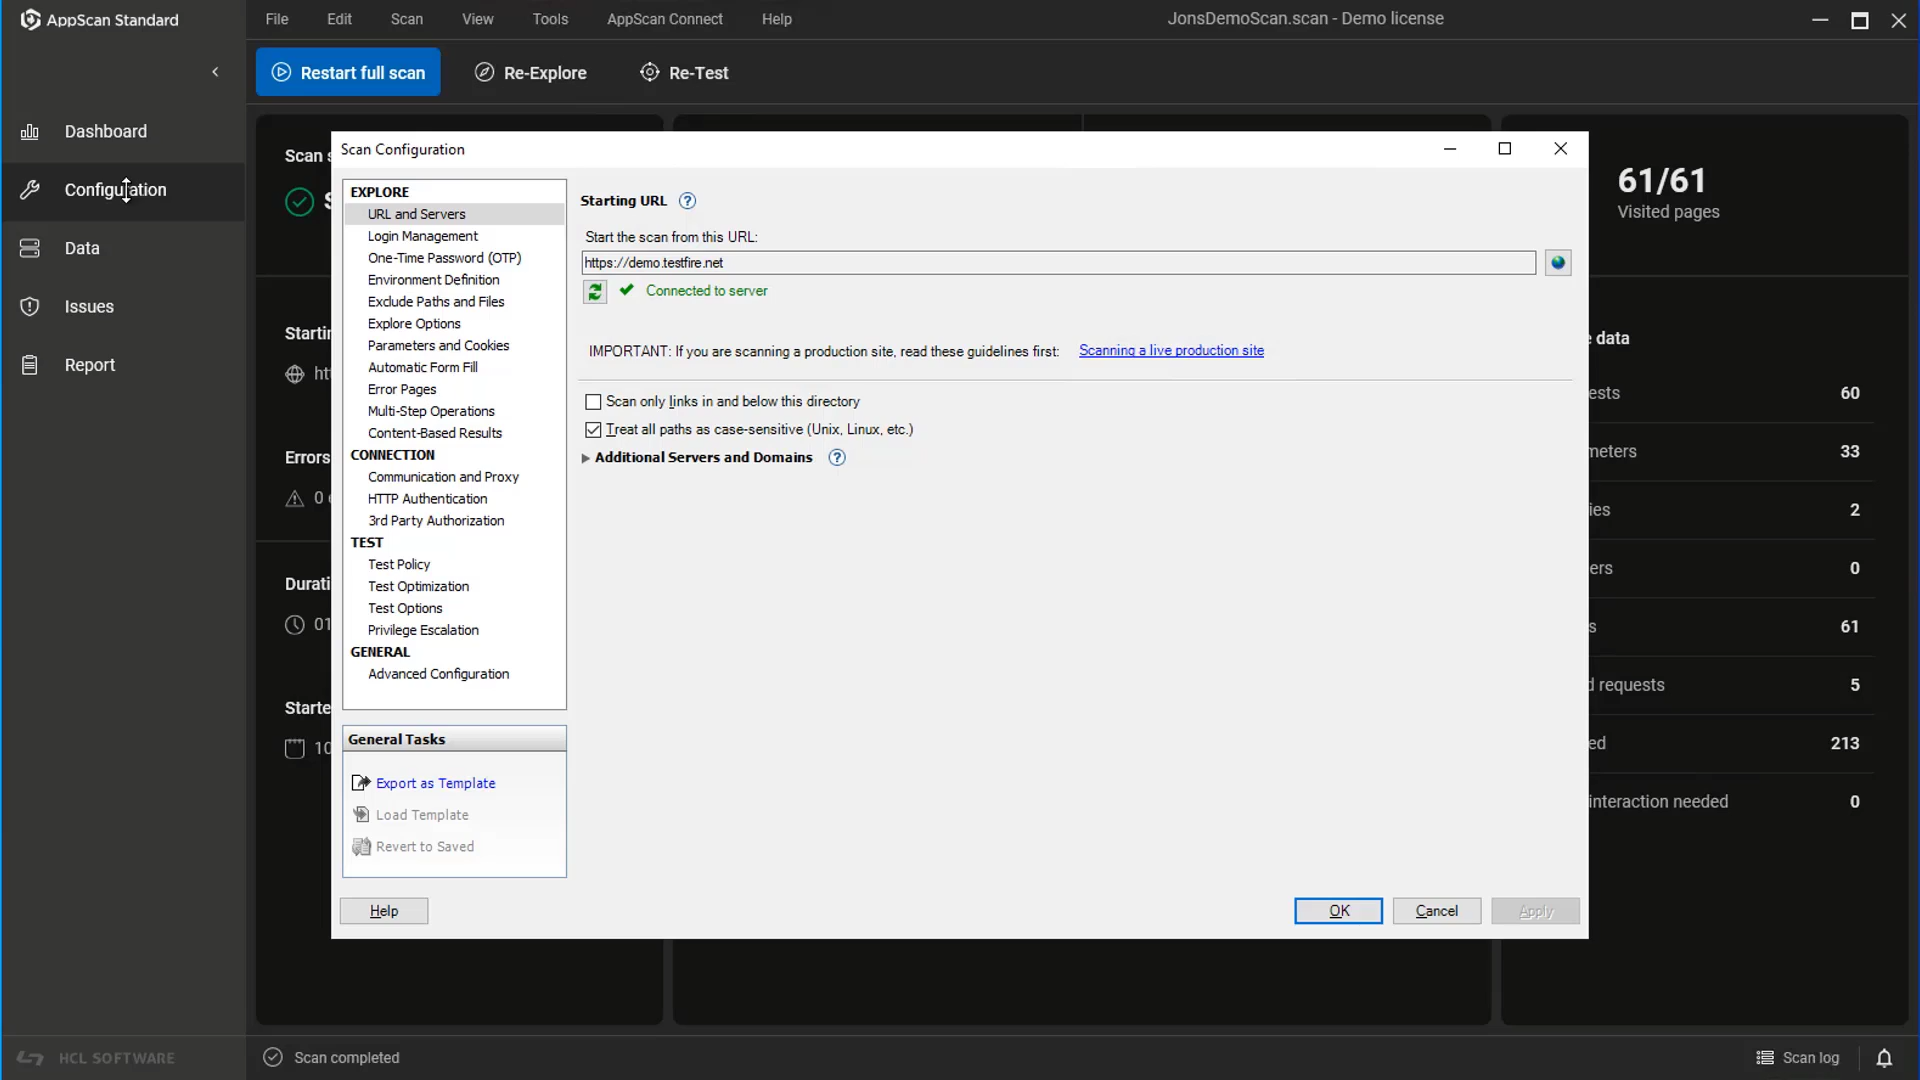 AppScan Standard
File Edit Scan View Tools AppScan Connect Help
JonsDemoScan.scan - Demo license
Restart full scan
Re-Explore
Re-Test
Dashboard
Configuration
Data
Issues
Report
HCL SOFTWARE
Scan
Startin
Errors
0
Durati
01
Starte
10
Scan Configuration
EXPLORE
URL and Servers
Login Management
One-Time Password (OTP)
Environment Definition
Exclude Paths and Files
Explore Options
Parameters and Cookies
Automatic Form Fill
Error Pages
Multi-Step Operations
Content-Based Results
CONNECTION
Communication and Proxy
HTTP Authentication
3rd Party Authorization
TEST
Test Policy
Test Optimization
Test Options
Privilege Escalation
GENERAL
Advanced Configuration
General Tasks
Export as Template
Load Template
Revert to Saved
Help
Starting URL ?
Start the scan from this URL:
https://demo.testfire.net
Connected to server
IMPORTANT: If you are scanning a production site, read these guidelines first: Scanning a live production site
Scan only links in and below this directory
Treat all paths as case-sensitive (Unix, Linux, etc.)
Additional Servers and Domains ?
OK Cancel Apply
61/61
Visited pages
e data
ests 60
meters 33
ies 2
ers 0
s 61
d requests 5
ed 213
interaction needed 0
Scan completed
Scan log